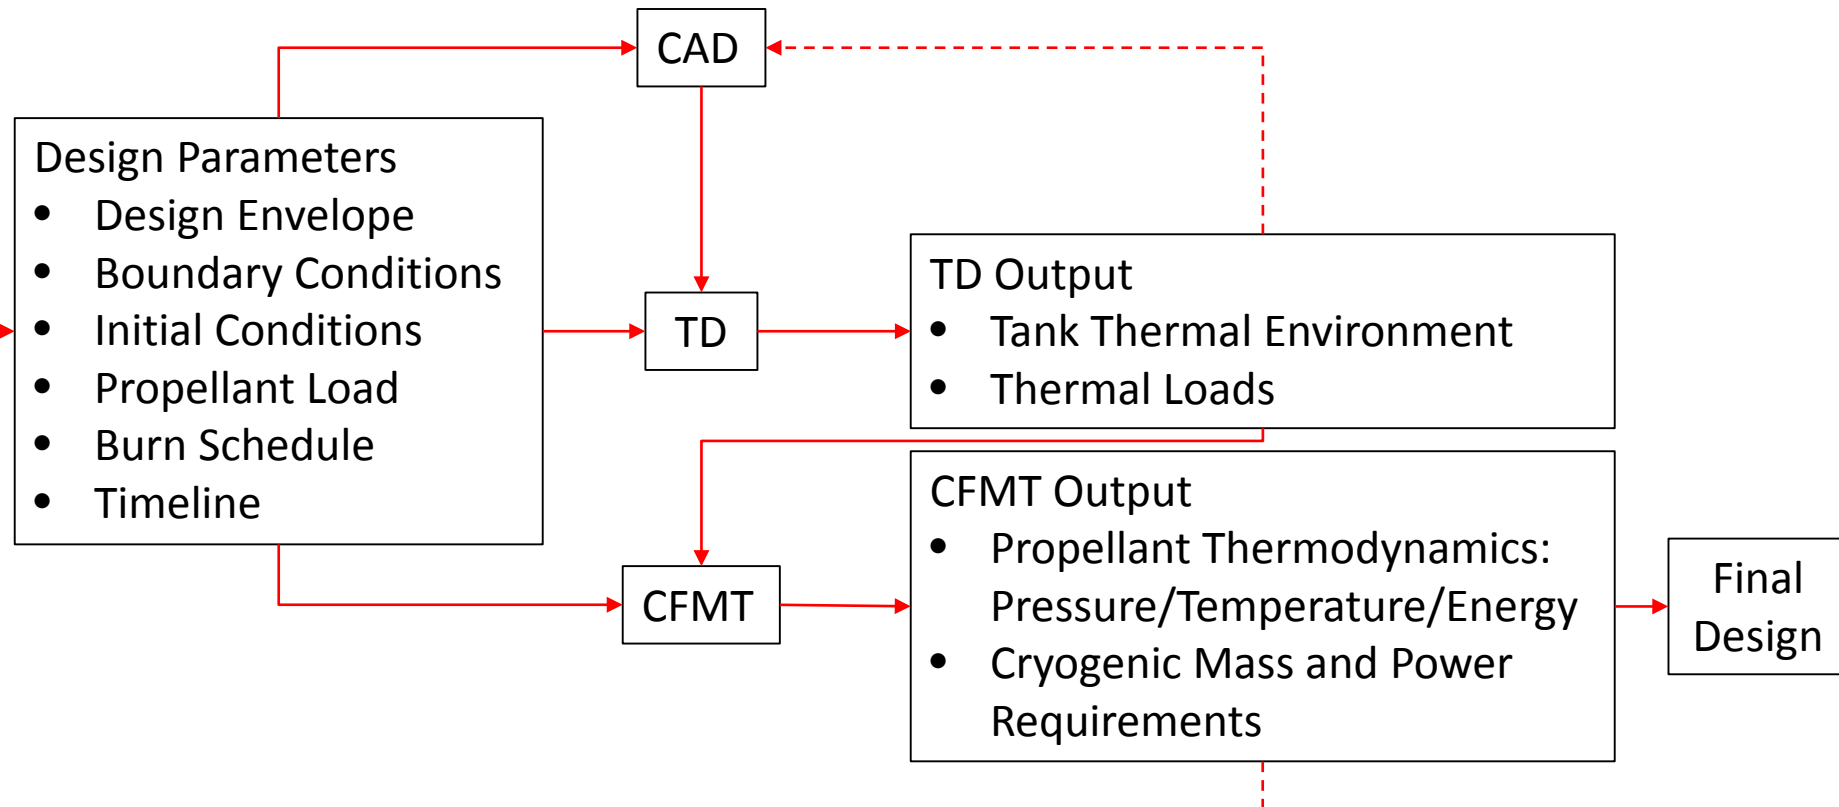 CAD
Design Parameters
• Design Envelope
• Boundary Conditions
• Initial Conditions
• Propellant Load
• Burn Schedule
• Timeline
TD
TD Output
• Tank Thermal Environment
• Thermal Loads
CFMT
CFMT Output
• Propellant Thermodynamics:
Pressure/Temperature/Energy
• Cryogenic Mass and Power
Requirements
Final
Design